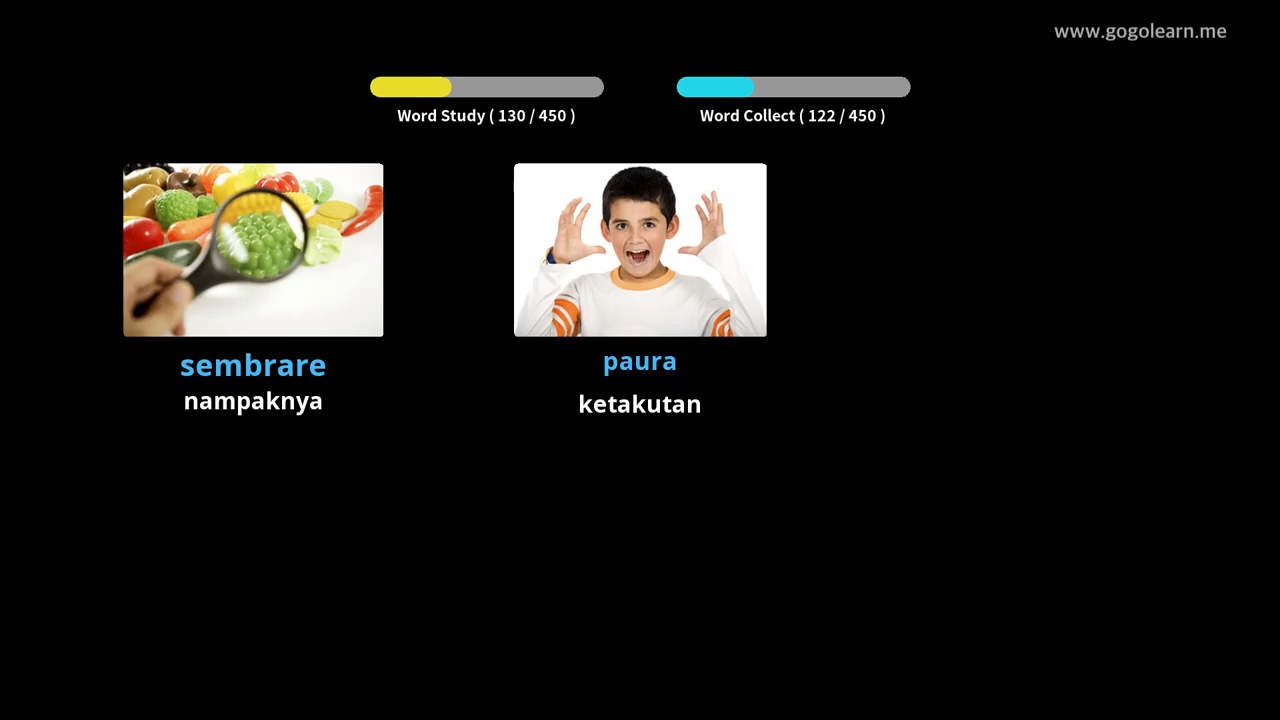 www.gogolearn.me
Word Study ( 130 / 450 )
Word Collect ( 122 / 450 )
sembrare
nampaknya
paura
ketakutan